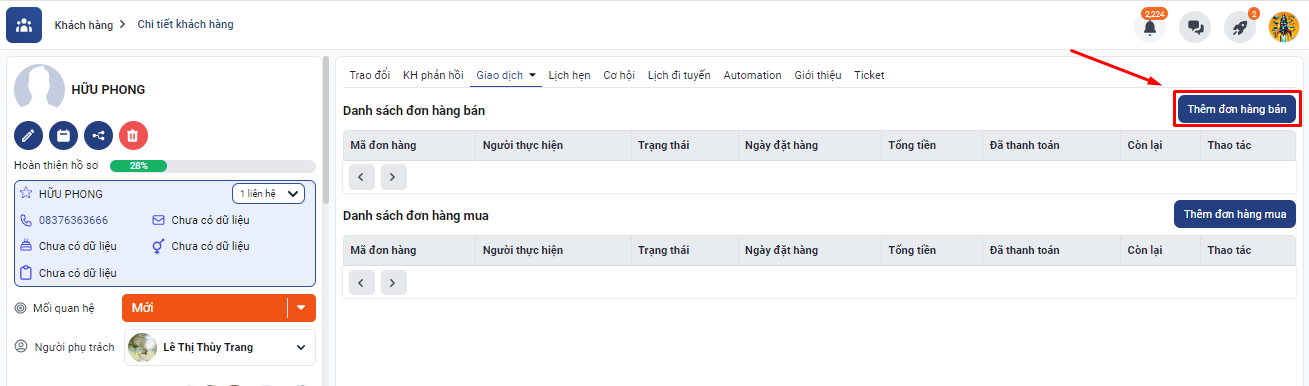 Khách hàng > Chi tiết khách hàng
2,224
2
HỮU PHONG
Hoàn thiện hồ sơ 28%
HỮU PHONG 1 liên hệ
08376363666 Chưa có dữ liệu
Chưa có dữ liệu Chưa có dữ liệu
Chưa có dữ liệu
Mối quan hệ Mới
Người phụ trách Lê Thị Thùy Trang
Trao đổi KH phản hồi Giao dịch Lịch hẹn Cơ hội Lịch đi tuyến Automation Giới thiệu Ticket
Danh sách đơn hàng bán Thêm đơn hàng bán
Mã đơn hàng Người thực hiện Trạng thái Ngày đặt hàng Tổng tiền Đã thanh toán Còn lại Thao tác
Danh sách đơn hàng mua Thêm đơn hàng mua
Mã đơn hàng Người thực hiện Trạng thái Ngày đặt hàng Tổng tiền Đã thanh toán Còn lại Thao tác